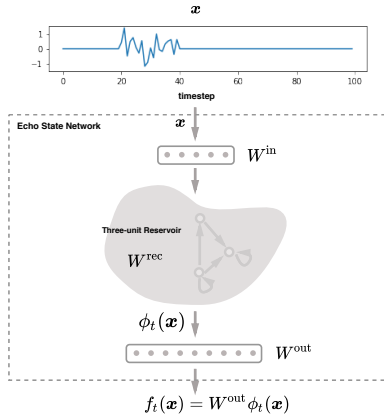 x
1
0
−1
0 20 40 60 80 100
timestep
x
Echo State Network
W^in
Three-unit Reservoir
W^rec
ϕ_t(x)
W^out
f_t(x) = W^out ϕ_t(x)